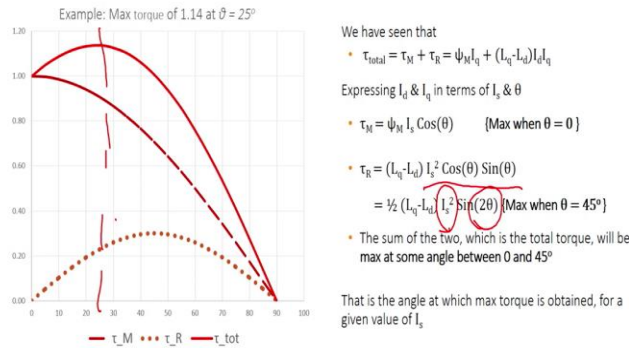 Example: Max torque of 1.14 at θ = 25°
1.20
1.00
0.80
0.60
0.40
0.20
0.00
0 10 20 30 40 50 60 70 80 90 100
τ_M τ_R τ_tot
We have seen that
• τtotal = τM + τR = ψMIq + (Lq-Ld)IdIq
Expressing Id & Iq in terms of Is & θ
• τM = ψM Is Cos(θ) {Max when θ = 0 }
• τR = (Lq-Ld) Is² Cos(θ) Sin(θ)
= ½ (Lq-Ld) Is² Sin(2θ) {Max when θ = 45°}
• The sum of the two, which is the total torque, will be
max at some angle between 0 and 45°
That is the angle at which max torque is obtained, for a
given value of Is